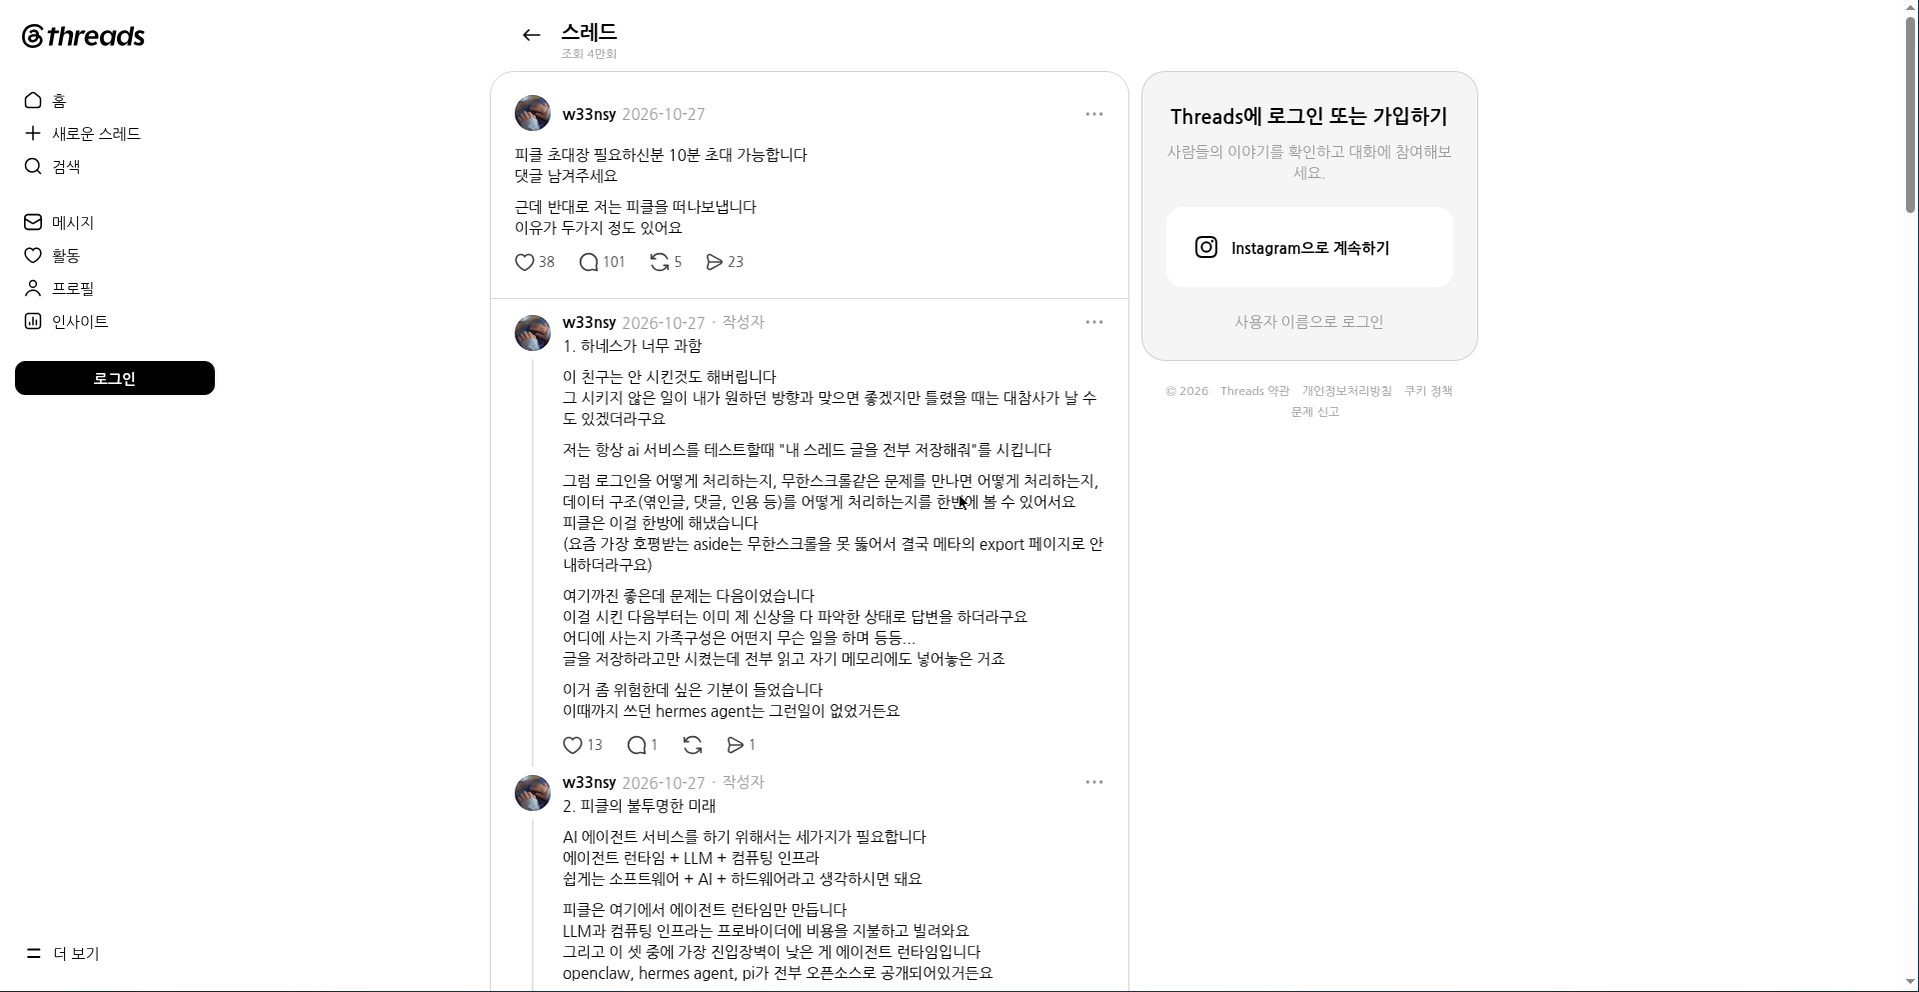 threads
홈
새로운 스레드
검색
메시지
활동
프로필
인사이트
로그인
더 보기
스레드
조회 4만회
w33nsy 2026-10-27
피클 초대장 필요하신분 10분 초대 가능합니다
댓글 남겨주세요
근데 반대로 저는 피클을 떠나보냅니다
이유가 두가지 정도 있어요
38 101 5 23
w33nsy 2026-10-27 · 작성자
1. 하네스가 너무 과함
이 친구는 안 시킨것도 해버립니다
그 시키지 않은 일이 내가 원하던 방향과 맞으면 좋겠지만 틀렸을 때는 대참사가 날 수
도 있겠더라구요
저는 항상 ai 서비스를 테스트할때 "내 스레드 글을 전부 저장해줘"를 시킵니다
그럼 로그인을 어떻게 처리하는지, 무한스크롤같은 문제를 만나면 어떻게 처리하는지,
데이터 구조(엮인글, 댓글, 인용 등)를 어떻게 처리하는지를 한번에 볼 수 있어서요
피클은 이걸 한방에 해냈습니다
(요즘 가장 호평받는 aside는 무한스크롤을 못 뚫어서 결국 메타의 export 페이지로 안
내하더라구요)
여기까진 좋은데 문제는 다음이었습니다
이걸 시킨 다음부터는 이미 제 신상을 다 파악한 상태로 답변을 하더라구요
어디에 사는지 가족구성은 어떤지 무슨 일을 하며 등등...
글을 저장하라고만 시켰는데 전부 읽고 자기 메모리에도 넣어놓은 거죠
이거 좀 위험한데 싶은 기분이 들었습니다
이때까지 쓰던 hermes agent는 그런일이 없었거든요
13 1 1
w33nsy 2026-10-27 · 작성자
2. 피클의 불투명한 미래
AI 에이전트 서비스를 하기 위해서는 세가지가 필요합니다
에이전트 런타임 + LLM + 컴퓨팅 인프라
쉽게는 소프트웨어 + AI + 하드웨어라고 생각하시면 돼요
피클은 여기에서 에이전트 런타임만 만듭니다
LLM과 컴퓨팅 인프라는 프로바이더에 비용을 지불하고 빌려와요
그리고 이 셋 중에 가장 진입장벽이 낮은 게 에이전트 런타임입니다
openclaw, hermes agent, pi가 전부 오픈소스로 공개되어있거든요
Threads에 로그인 또는 가입하기
사람들의 이야기를 확인하고 대화에 참여해보
세요.
Instagram으로 계속하기
사용자 이름으로 로그인
© 2026 Threads 약관 개인정보처리방침 쿠키 정책
문제 신고